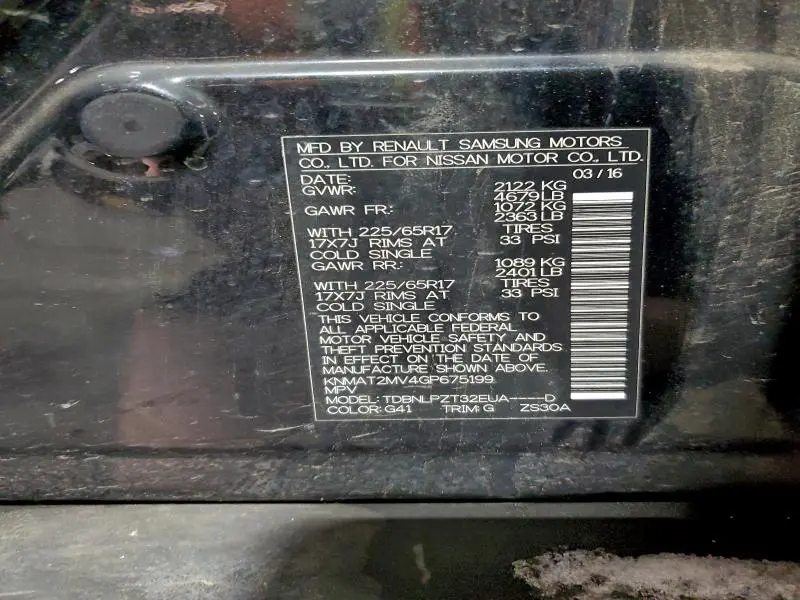 MFD BY RENAULT SAMSUNG MOTORS
CO., LTD. FOR NISSAN MOTOR CO., LTD.
DATE: 03/16
GVWR: 2122 KG
4679 LB
GAWR FR: 1072 KG
2363 LB
WITH 225/65R17 TIRES
17X7J RIMS AT 33 PSI
COLD SINGLE
GAWR RR: 1089 KG
2401 LB
WITH 225/65R17 TIRES
17X7J RIMS AT 33 PSI
COLD SINGLE
THIS VEHICLE CONFORMS TO
ALL APPLICABLE FEDERAL
MOTOR VEHICLE SAFETY AND
THEFT PREVENTION STANDARDS
IN EFFECT ON THE DATE OF
MANUFACTURE SHOWN ABOVE.
KNMAT2MV4GP675199
MPV
MODEL: TDBNLPZT32EUA----D
COLOR: G41 TRIM: G ZS30A